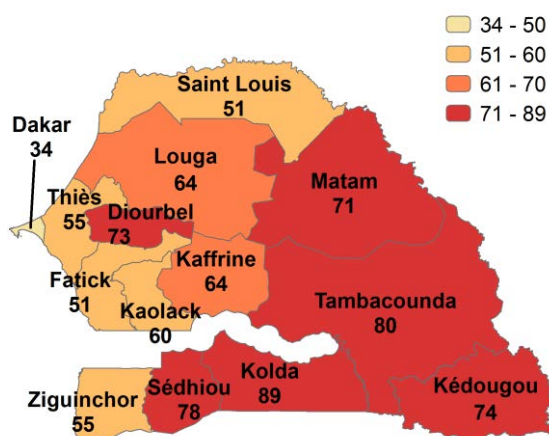 34 - 50
51 - 60
61 - 70
71 - 89
Saint Louis
51
Dakar
34
Louga
64
Matam
71
Thiès
55
Diourbel
73
Kaffrine
64
Fatick
51
Kaolack
60
Tambacounda
80
Ziguinchor
55
Sédhiou
78
Kolda
89
Kédougou
74